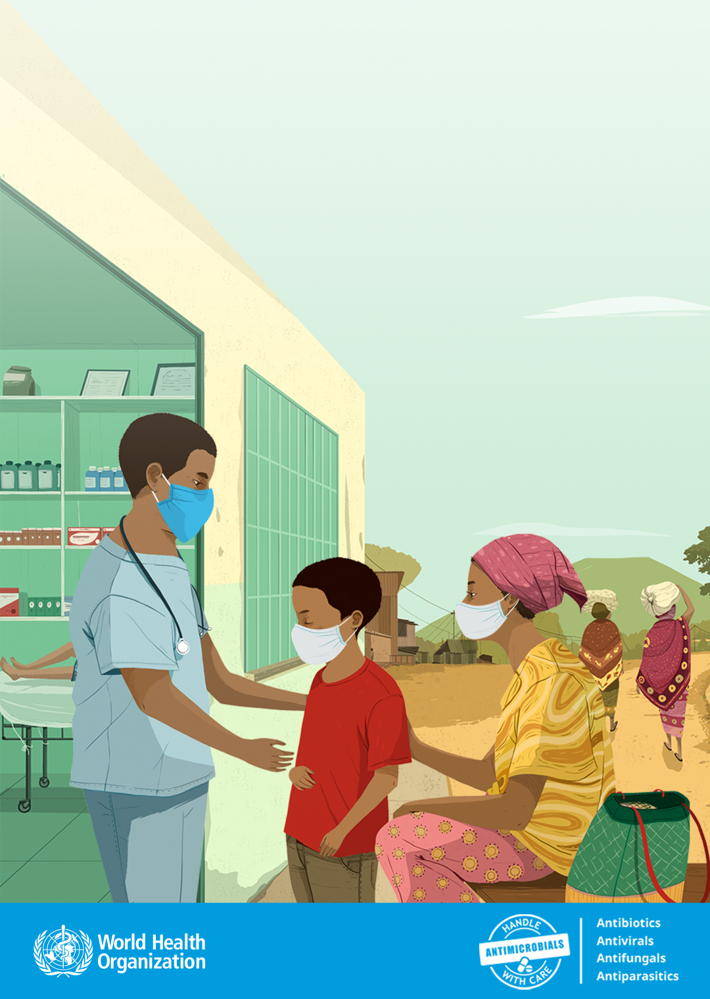 World Health
Organization
HANDLE
ANTIMICROBIALS
WITH CARE
Antibiotics
Antivirals
Antifungals
Antiparasitics